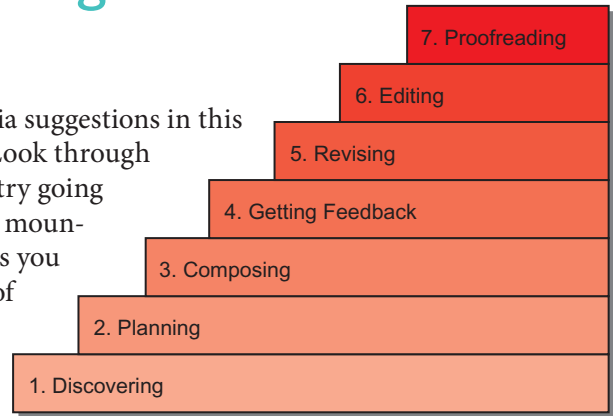 g
ia suggestions in this
Look through
try going
moun-
s you
of
7. Proofreading
6. Editing
5. Revising
4. Getting Feedback
3. Composing
2. Planning
1. Discovering